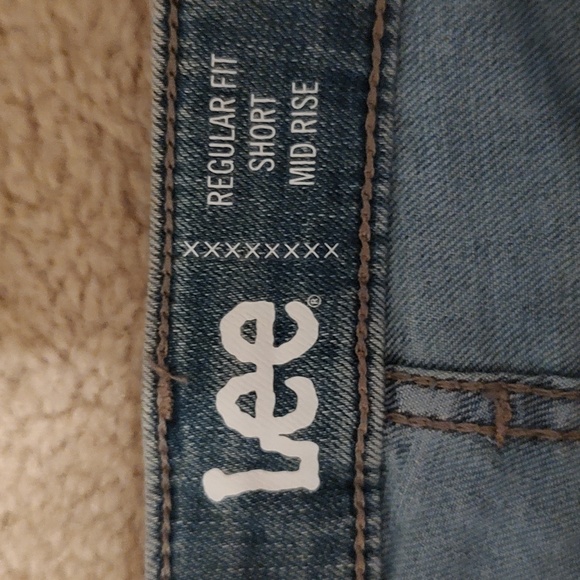 Lee®
XXXXXXXX
REGULAR FIT
SHORT
MID RISE